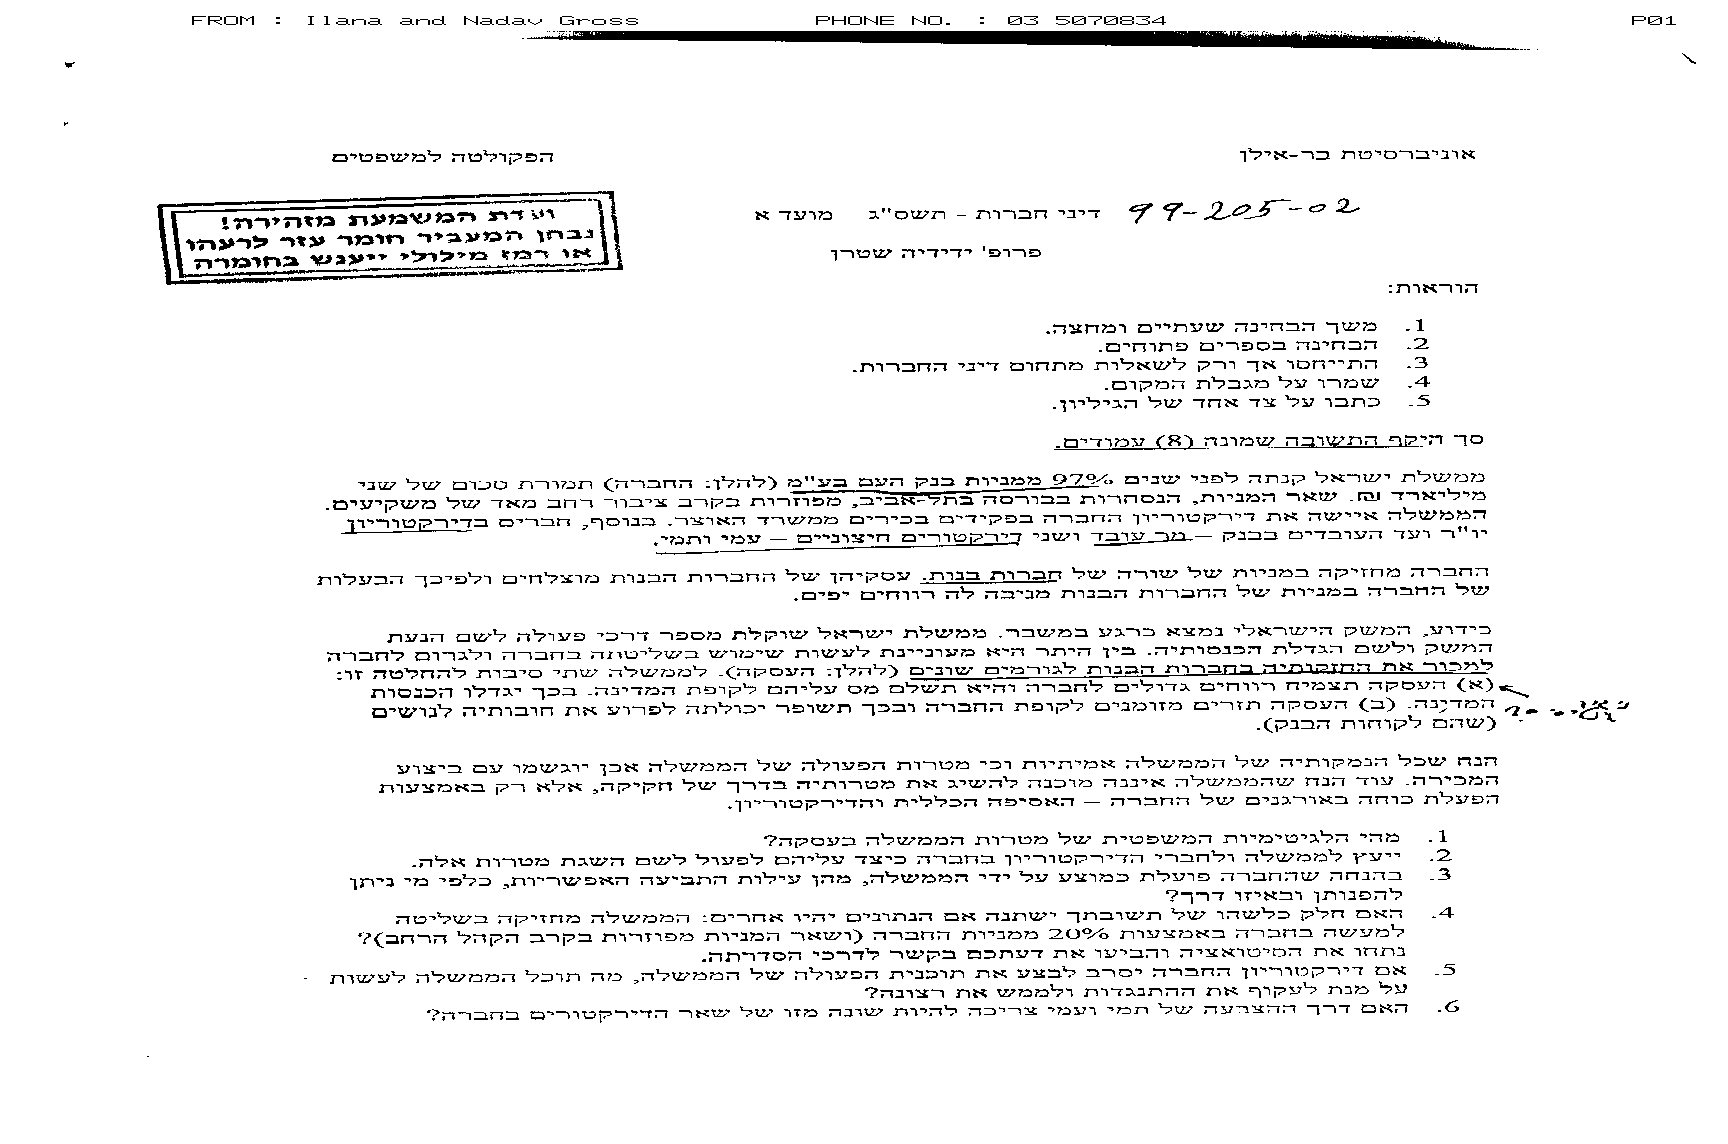 FROM : Ilana and Nadav Gross PHONE NO. : 03 5070834 P01
אוניברסיטת בר-אילן הפקולטה למשפטים
ועדת המשמעת מזהירה!
נבחן המעביר חומר עזר לרעהו
או רמז מילולי ייענש בחומרה
99-205-02 דיני חברות - תשס"ג מועד א
פרופ' ידידיה שטרן
הוראות:
1. משך הבחינה שעתיים ומחצה.
2. הבחינה בספרים פתוחים.
3. התייחסו אך ורק לשאלות מתחום דיני החברות.
4. שמרו על מגבלת המקום.
5. כתבו על צד אחד של הגיליון.
סך היקף התשובה שמונה (8) עמודים.
ממשלת ישראל קנתה לפני שנים 97% ממניות בנק העם בע"מ (להלן: החברה) תמורת סכום של שני
מיליארד ₪. שאר המניות, הנסחרות בבורסה בתל-אביב, מפוזרות בקרב ציבור רחב מאד של משקיעים.
הממשלה איישה את דירקטוריון החברה בפקידים בכירים ממשרד האוצר. בנוסף, חברים בדירקטוריון
יו"ר ועד העובדים בבנק – מר עובד ושני דירקטורים חיצוניים – עמי ותמי.
החברה מחזיקה במניות של שורה של חברות בנות. עסקיהן של החברות הבנות מוצלחים ולפיכך הבעלות
של החברה במניות של החברות הבנות מניבה לה רווחים יפים.
כידוע, המשק הישראלי נמצא כרגע במשבר. ממשלת ישראל שוקלת מספר דרכי פעולה לשם הנעת
המשק ולשם הגדלת הכנסותיה. בין היתר היא מעוניינת לעשות שימוש בשליטתה בחברה ולגרום לחברה
למכור את החזקותיה בחברות הבנות לגורמים שונים (להלן: העסקה). לממשלה שתי סיבות להחלטה זו:
(א) העסקה תצמיח רווחים גדולים לחברה והיא תשלם מס עליהם לקופת המדינה. בכך יגדלו הכנסות
המדינה. (ב) העסקה תזרים מזומנים לקופת החברה ובכך תשופר יכולתה לפרוע את חובותיה לנושים
(שהם לקוחות הבנק).
הנח שכל הנמקותיה של הממשלה אמיתיות וכי מטרות הפעולה של הממשלה אכן יוגשמו עם ביצוע
המכירה. עוד הנח שהממשלה איננה מוכנה להשיג את מטרותיה בדרך של חקיקה, אלא רק באמצעות
הפעלת כוחה באורגנים של החברה – האסיפה הכללית והדירקטוריון.
1. מהי הלגיטימיות המשפטית של מטרות הממשלה בעסקה?
2. ייעץ לממשלה ולחברי הדירקטוריון בחברה כיצד עליהם לפעול לשם השגת מטרות אלה.
3. בהנחה שהחברה פועלת כמוצע על ידי הממשלה, מהן עילות התביעה האפשריות, כלפי מי ניתן
להפנותן ובאיזו דרך?
4. האם חלק כלשהו של תשובתך ישתנה אם הנתונים יהיו אחרים: הממשלה מחזיקה בשליטה
למעשה בחברה באמצעות 20% ממניות החברה (ושאר המניות מפוזרות בקרב הקהל הרחב)?
נתחו את הסיטואציה והביעו את דעתכם בקשר לדרכי הסדרתה.
5. אם דירקטוריון החברה יסרב לבצע את תוכנית הפעולה של הממשלה, מה תוכל הממשלה לעשות
על מנת לעקוף את ההתנגדות ולממש את רצונה?
6. האם דרך ההצבעה של תמי ועמי צריכה להיות שונה מזו של שאר הדירקטורים בחברה?